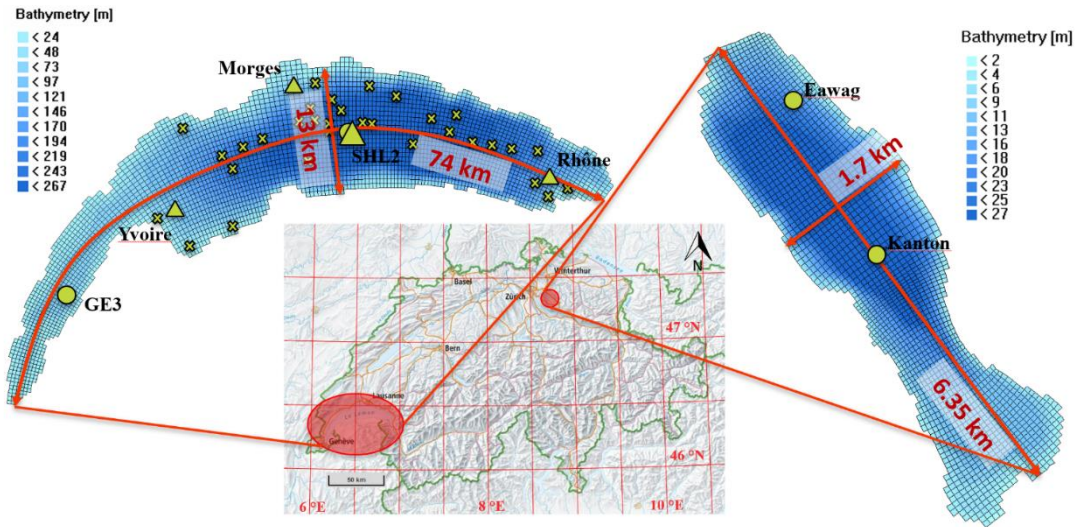 Bathymetry [m]
< 24
< 48
< 73
< 97
< 121
< 146
< 170
< 194
< 219
< 243
< 267
Morges
13 km
SHL2
74 km
Rhône
Yvoire
GE3
Bathymetry [m]
< 2
< 4
< 6
< 9
< 11
< 13
< 16
< 18
< 20
< 23
< 25
< 27
Eawag
1.7 km
Kanton
6.35 km
N
Basel
Winterthur
Zürich
47 °N
Bern
Lausanne
Genève
46 °N
50 km
6 °E
8 °E
10 °E